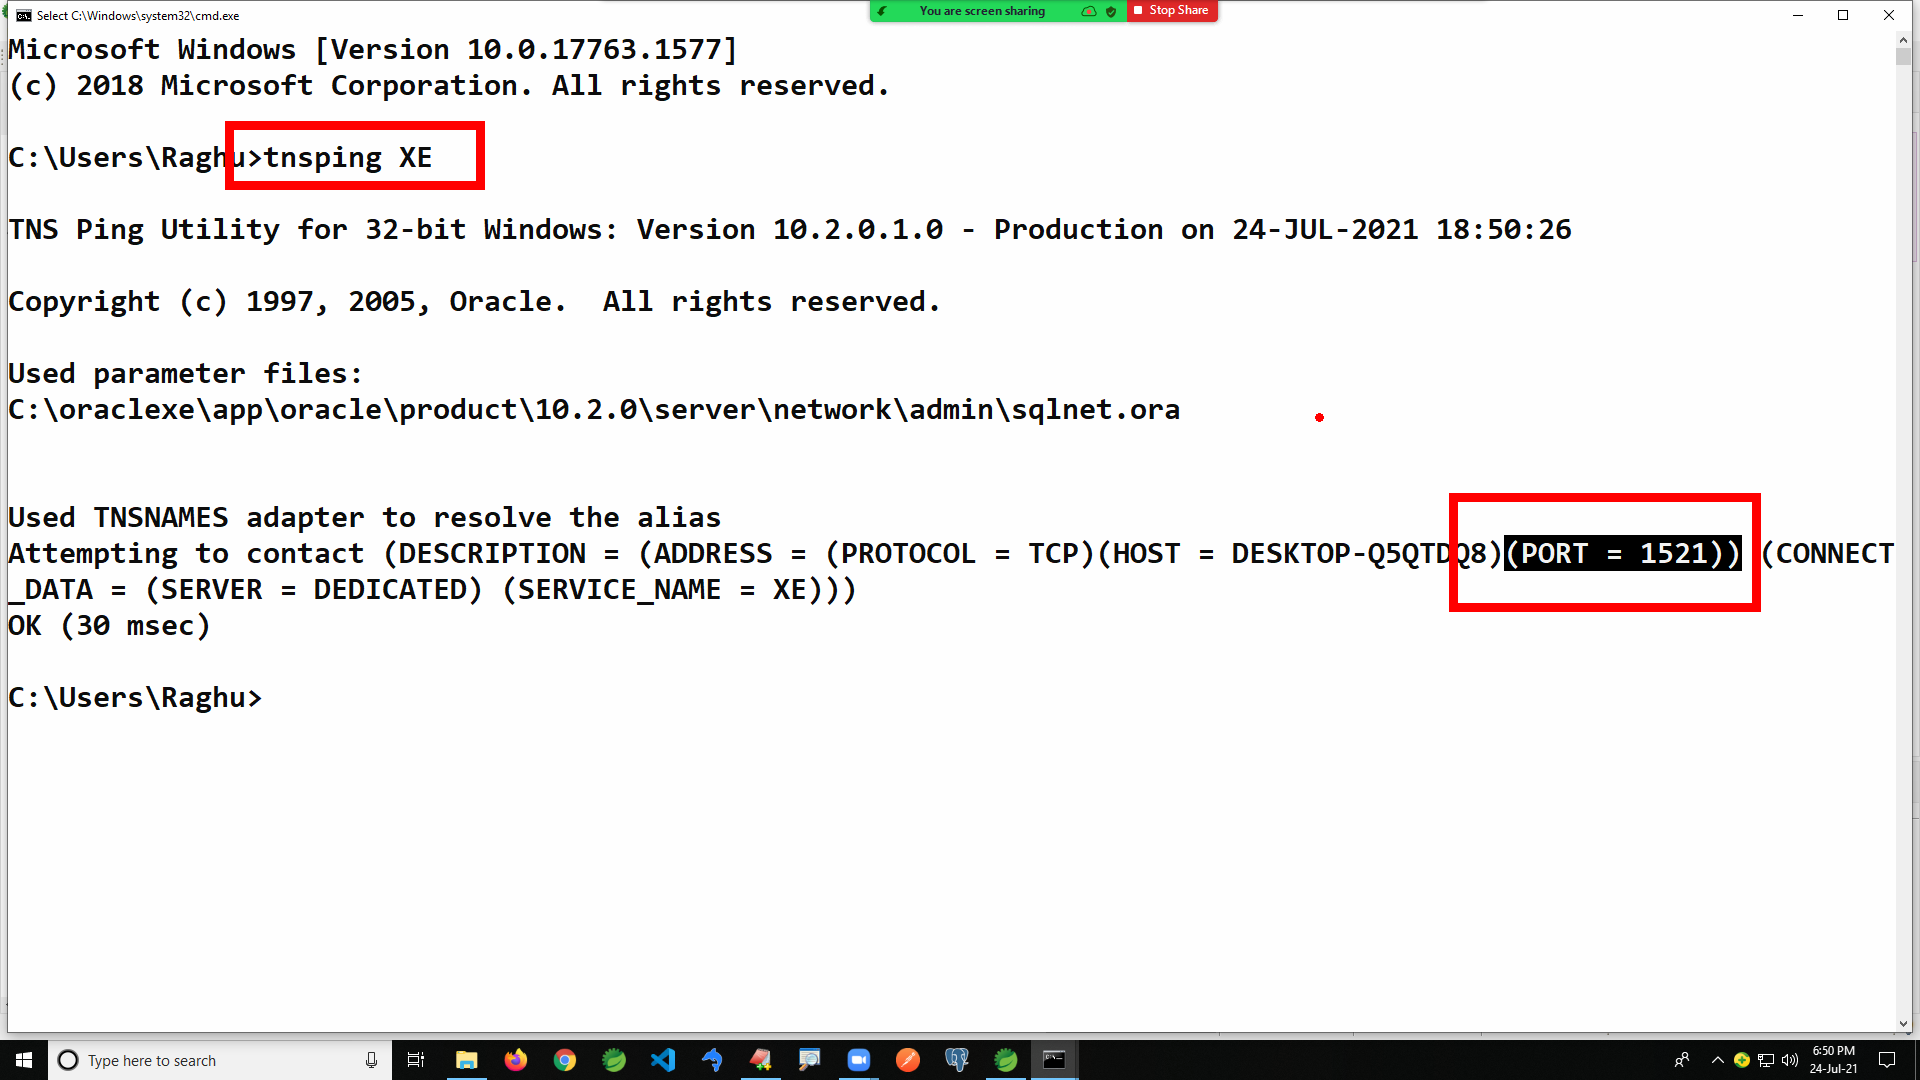 Select C:\Windows\system32\cmd.exe
You are screen sharing
Stop Share
Microsoft Windows [Version 10.0.17763.1577]
(c) 2018 Microsoft Corporation. All rights reserved.
C:\Users\Raghu>tnsping XE
TNS Ping Utility for 32-bit Windows: Version 10.2.0.1.0 - Production on 24-JUL-2021 18:50:26
Copyright (c) 1997, 2005, Oracle.  All rights reserved.
Used parameter files:
C:\oraclexe\app\oracle\product\10.2.0\server\network\admin\sqlnet.ora
Used TNSNAMES adapter to resolve the alias
Attempting to contact (DESCRIPTION = (ADDRESS = (PROTOCOL = TCP)(HOST = DESKTOP-Q5QTDQ8)(PORT = 1521)) (CONNECT
_DATA = (SERVER = DEDICATED) (SERVICE_NAME = XE)))
OK (30 msec)
C:\Users\Raghu>
Type here to search
6:50 PM
24-Jul-21